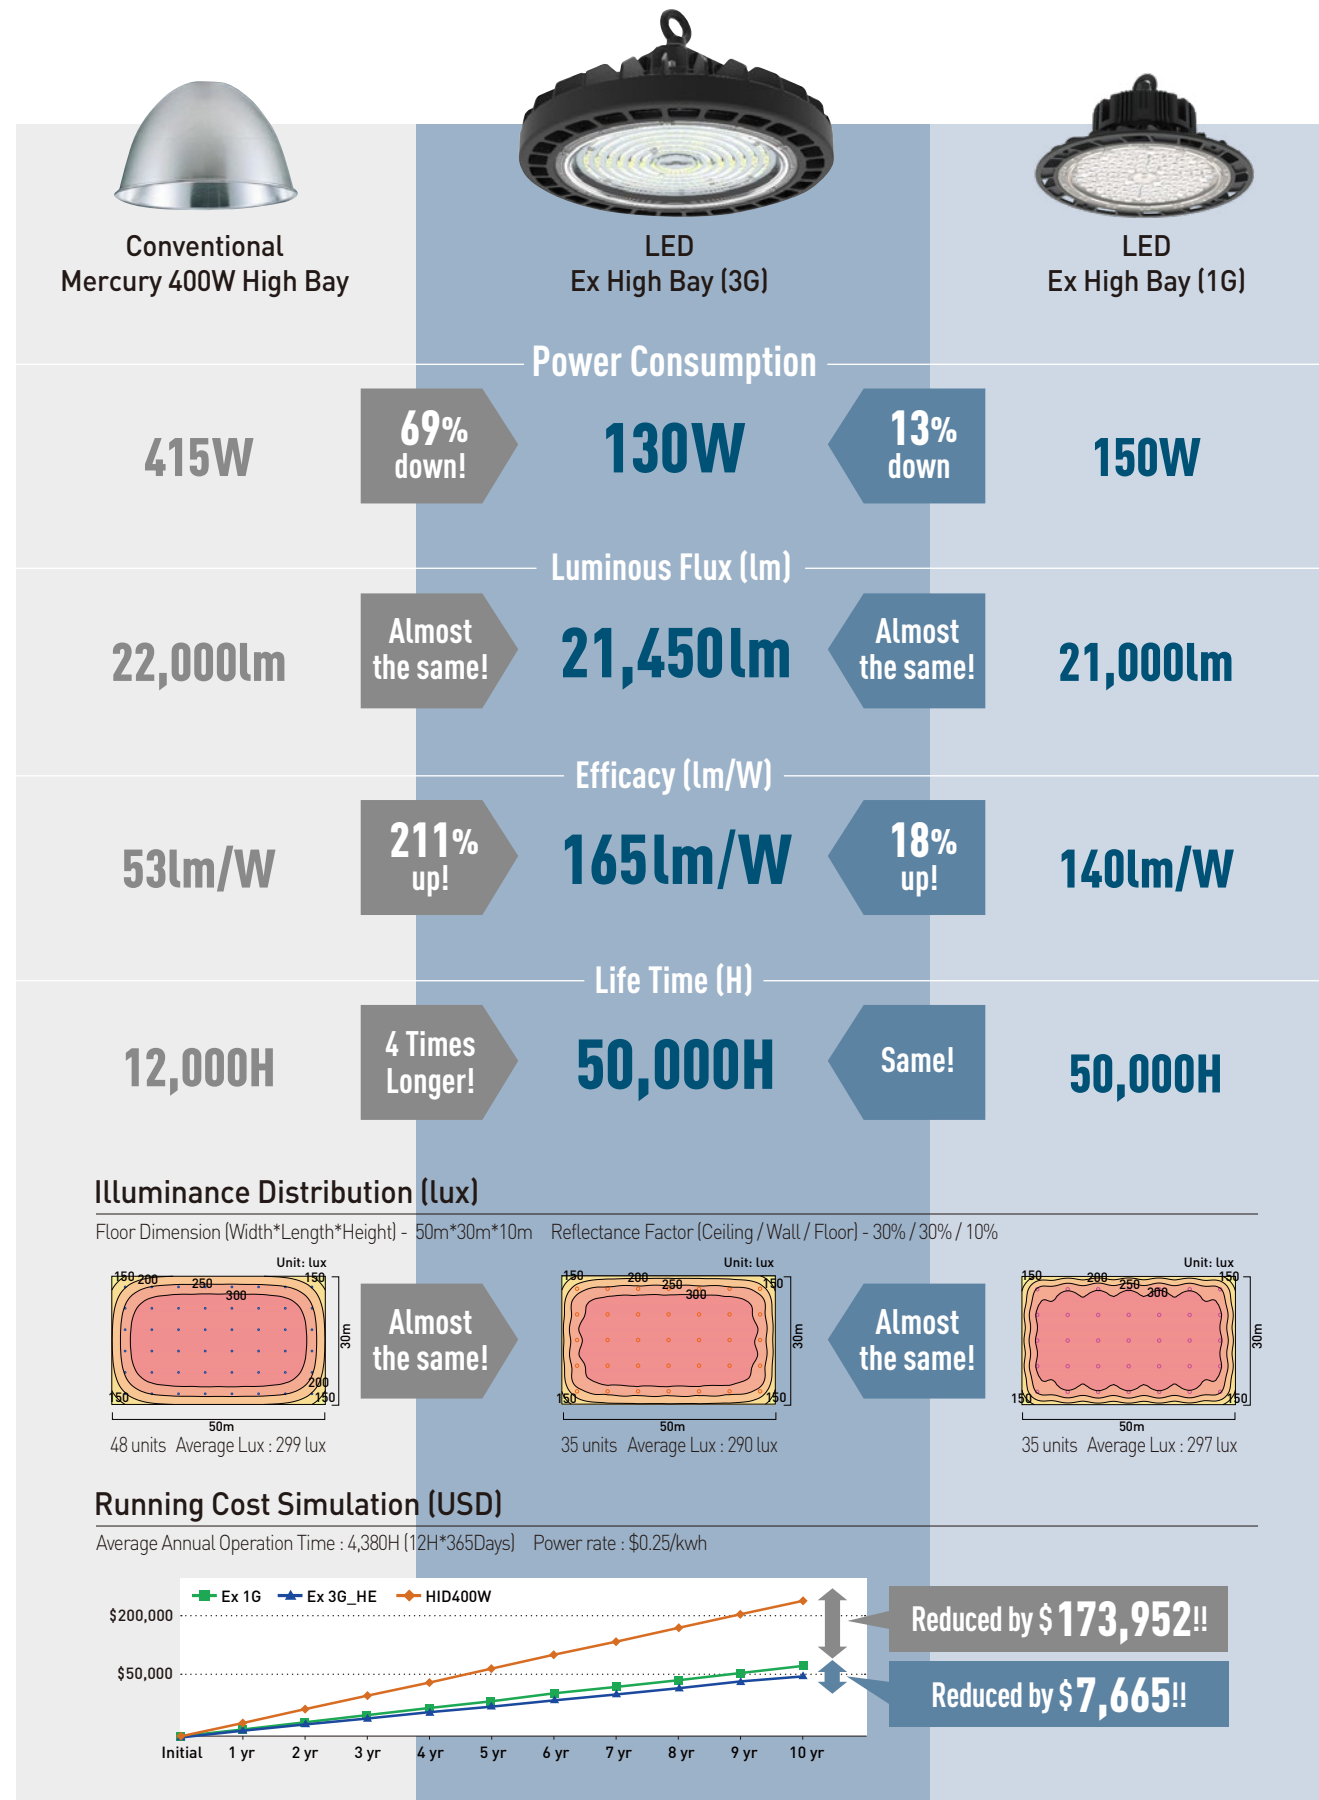 Conventional
Mercury 400W High Bay
LED
Ex High Bay (3G)
LED
Ex High Bay (1G)
Power Consumption
415W
69%
down!
130W
13%
down
150W
Luminous Flux (lm)
22,000lm
Almost
the same!
21,450lm
Almost
the same!
21,000lm
Efficacy (lm/W)
53lm/W
211%
up!
165lm/W
18%
up!
140lm/W
Life Time (H)
12,000H
4 Times
Longer!
50,000H
Same!
50,000H
Illuminance Distribution (lux)
Floor Dimension (Width*Length*Height) - 50m*30m*10m Reflectance Factor (Ceiling / Wall / Floor) - 30% / 30% / 10%
Unit: lux
150 200 250 300 150
30m
200
150 150
50m
48 units Average Lux : 299 lux
Almost
the same!
Unit: lux
150 200 250 300 150
30m
150 150
50m
35 units Average Lux : 290 lux
Almost
the same!
Unit: lux
150 200 250 300 150
30m
150 150
50m
35 units Average Lux : 297 lux
Running Cost Simulation (USD)
Average Annual Operation Time : 4,380H (12H*365Days) Power rate : $0.25/kwh
Ex 1G Ex 3G_HE HID400W
$200,000
$50,000
Initial 1 yr 2 yr 3 yr 4 yr 5 yr 6 yr 7 yr 8 yr 9 yr 10 yr
Reduced by $ 173,952!!
Reduced by $ 7,665!!